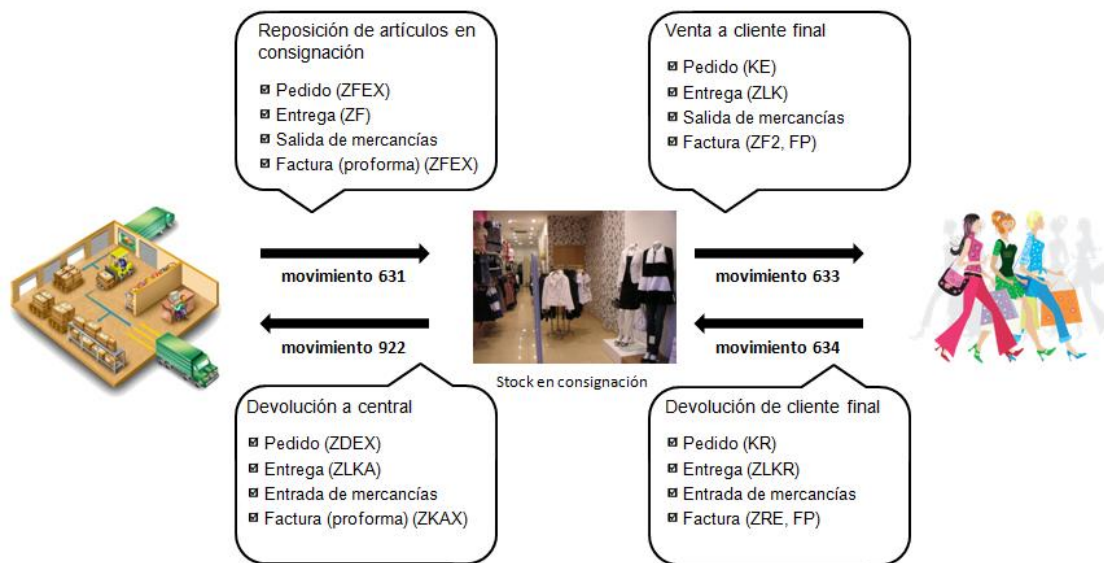 Reposición de artículos en
consignación
Pedido (ZFEX)
Entrega (ZF)
Salida de mercancías
Factura (proforma) (ZFEX)
Venta a cliente final
Pedido (KE)
Entrega (ZLK)
Salida de mercancías
Factura (ZF2, FP)
movimiento 631
movimiento 633
movimiento 922
movimiento 634
Stock en consignación
Devolución a central
Pedido (ZDEX)
Entrega (ZLKA)
Entrada de mercancías
Factura (proforma) (ZKAX)
Devolución de cliente final
Pedido (KR)
Entrega (ZLKR)
Entrada de mercancías
Factura (ZRE, FP)